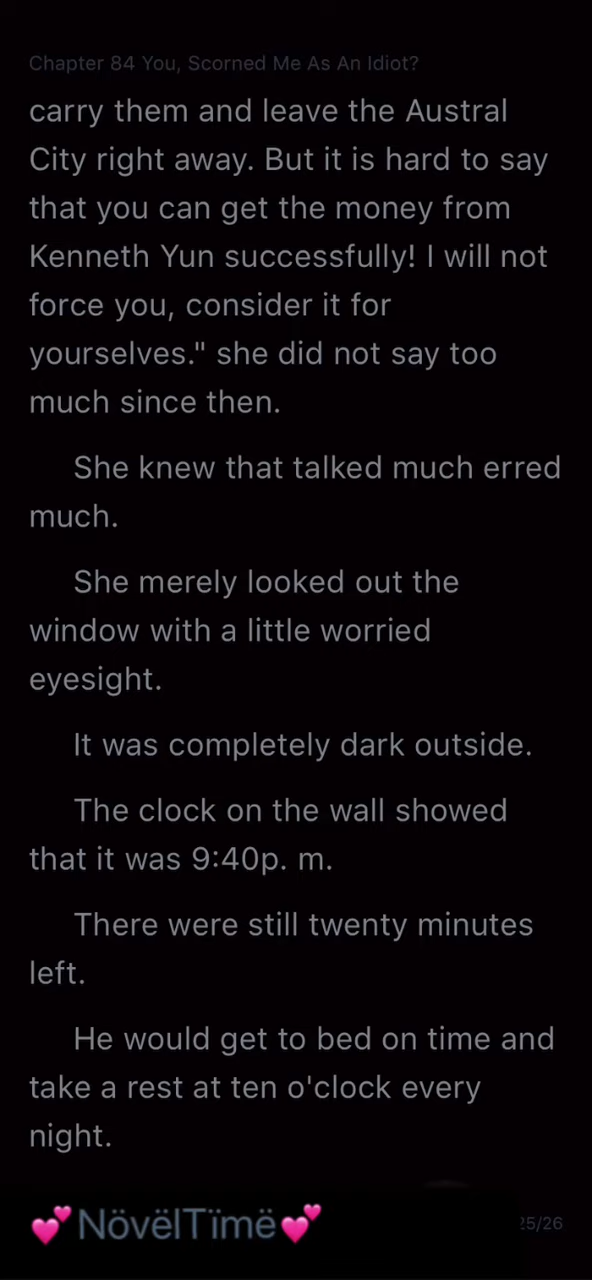 Chapter 84 You, Scorned Me As An Idiot?
carry them and leave the Austral
City right away. But it is hard to say
that you can get the money from
Kenneth Yun successfully! I will not
force you, consider it for
yourselves." she did not say too
much since then.
She knew that talked much erred
much.
She merely looked out the
window with a little worried
eyesight.
It was completely dark outside.
The clock on the wall showed
that it was 9:40p. m.
There were still twenty minutes
left.
He would get to bed on time and
take a rest at ten o'clock every
night.
💕NövëlTïmë💕
25/26